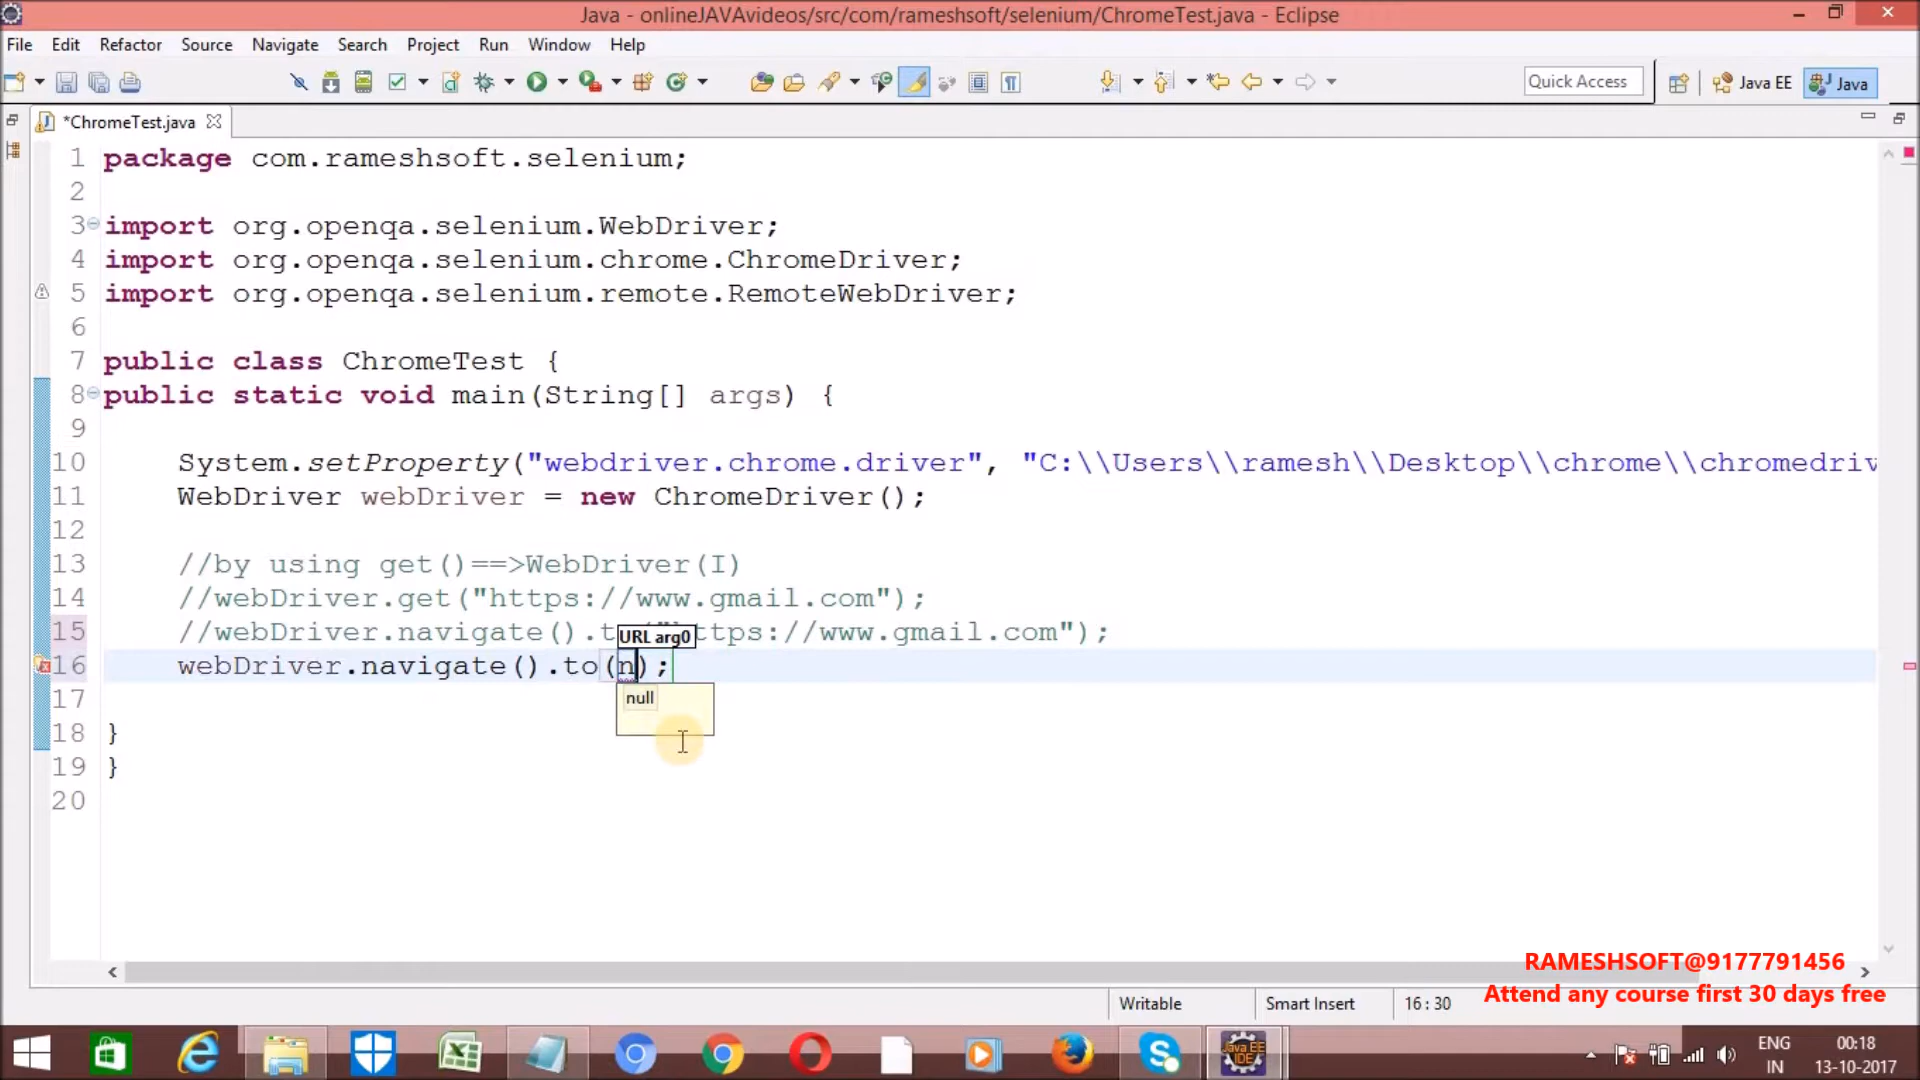 Java - onlineJAVAvideos/src/com/rameshsoft/selenium/ChromeTest.java - Eclipse
File Edit Refactor Source Navigate Search Project Run Window Help
Quick Access Java EE Java
*ChromeTest.java
1 package com.rameshsoft.selenium;
2
3 import org.openqa.selenium.WebDriver;
4 import org.openqa.selenium.chrome.ChromeDriver;
5 import org.openqa.selenium.remote.RemoteWebDriver;
6
7 public class ChromeTest {
8 public static void main(String[] args) {
9
10 System.setProperty("webdriver.chrome.driver", "C:\\Users\\ramesh\\Desktop\\chrome\\chromedriv
11 WebDriver webDriver = new ChromeDriver();
12
13 //by using get()==>WebDriver(I)
14 //webDriver.get("https://www.gmail.com");
15 //webDriver.navigate().t ttps://www.gmail.com");
URL arg0
16 webDriver.navigate().to(n);
null
17
18 }
19 }
20
RAMESHSOFT@9177791456
Attend any course first 30 days free
Writable Smart Insert 16 : 30
Java EE
IDE
ENG
IN
00:18
13-10-2017